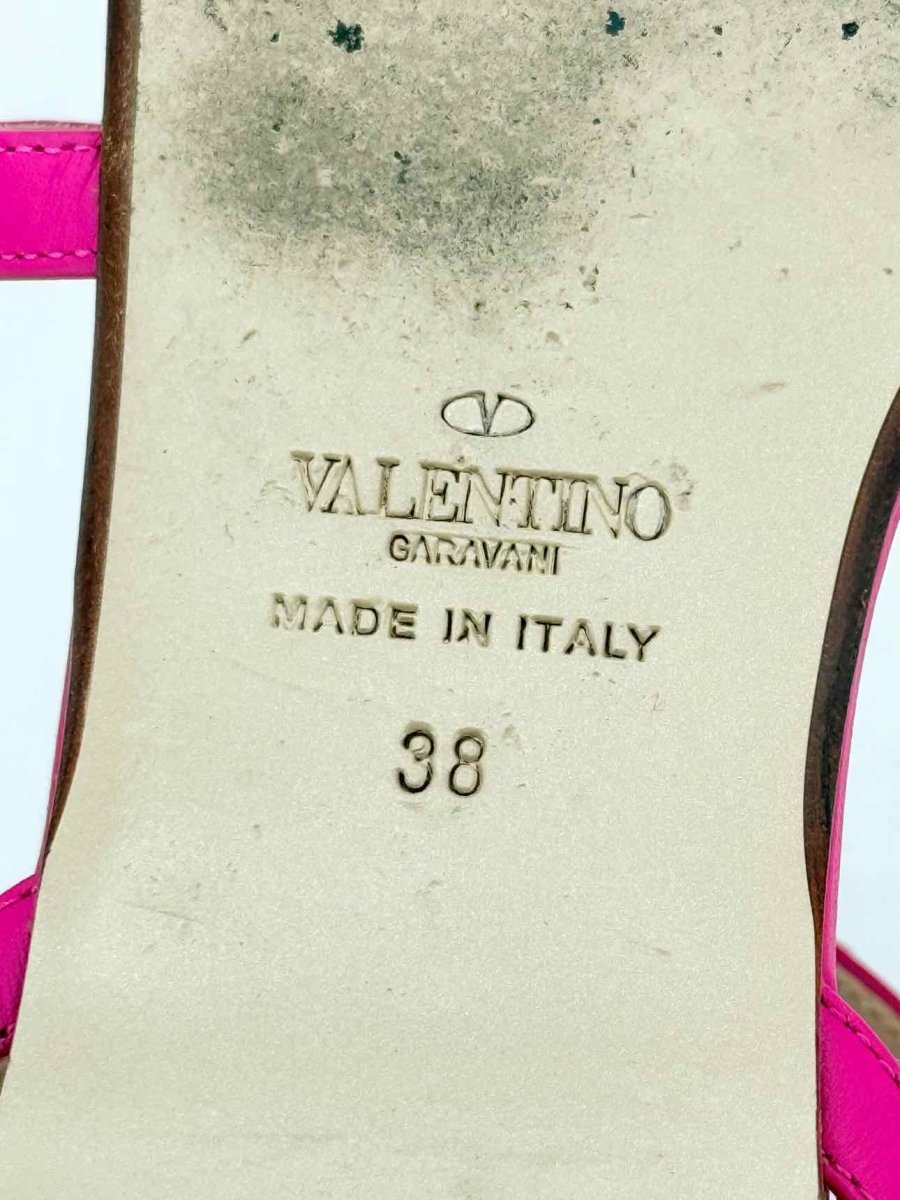 V
VALENTINO
GARAVANI
MADE IN ITALY
38